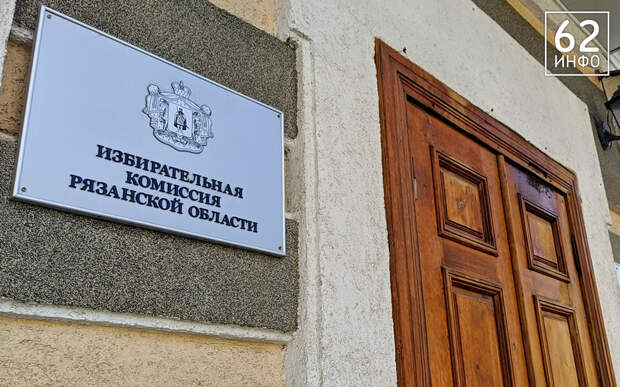 ИЗБИРАТЕЛЬНАЯ
КОМИССИЯ
РЯЗАНСКОЙ ОБЛАСТИ
62
ИНФО